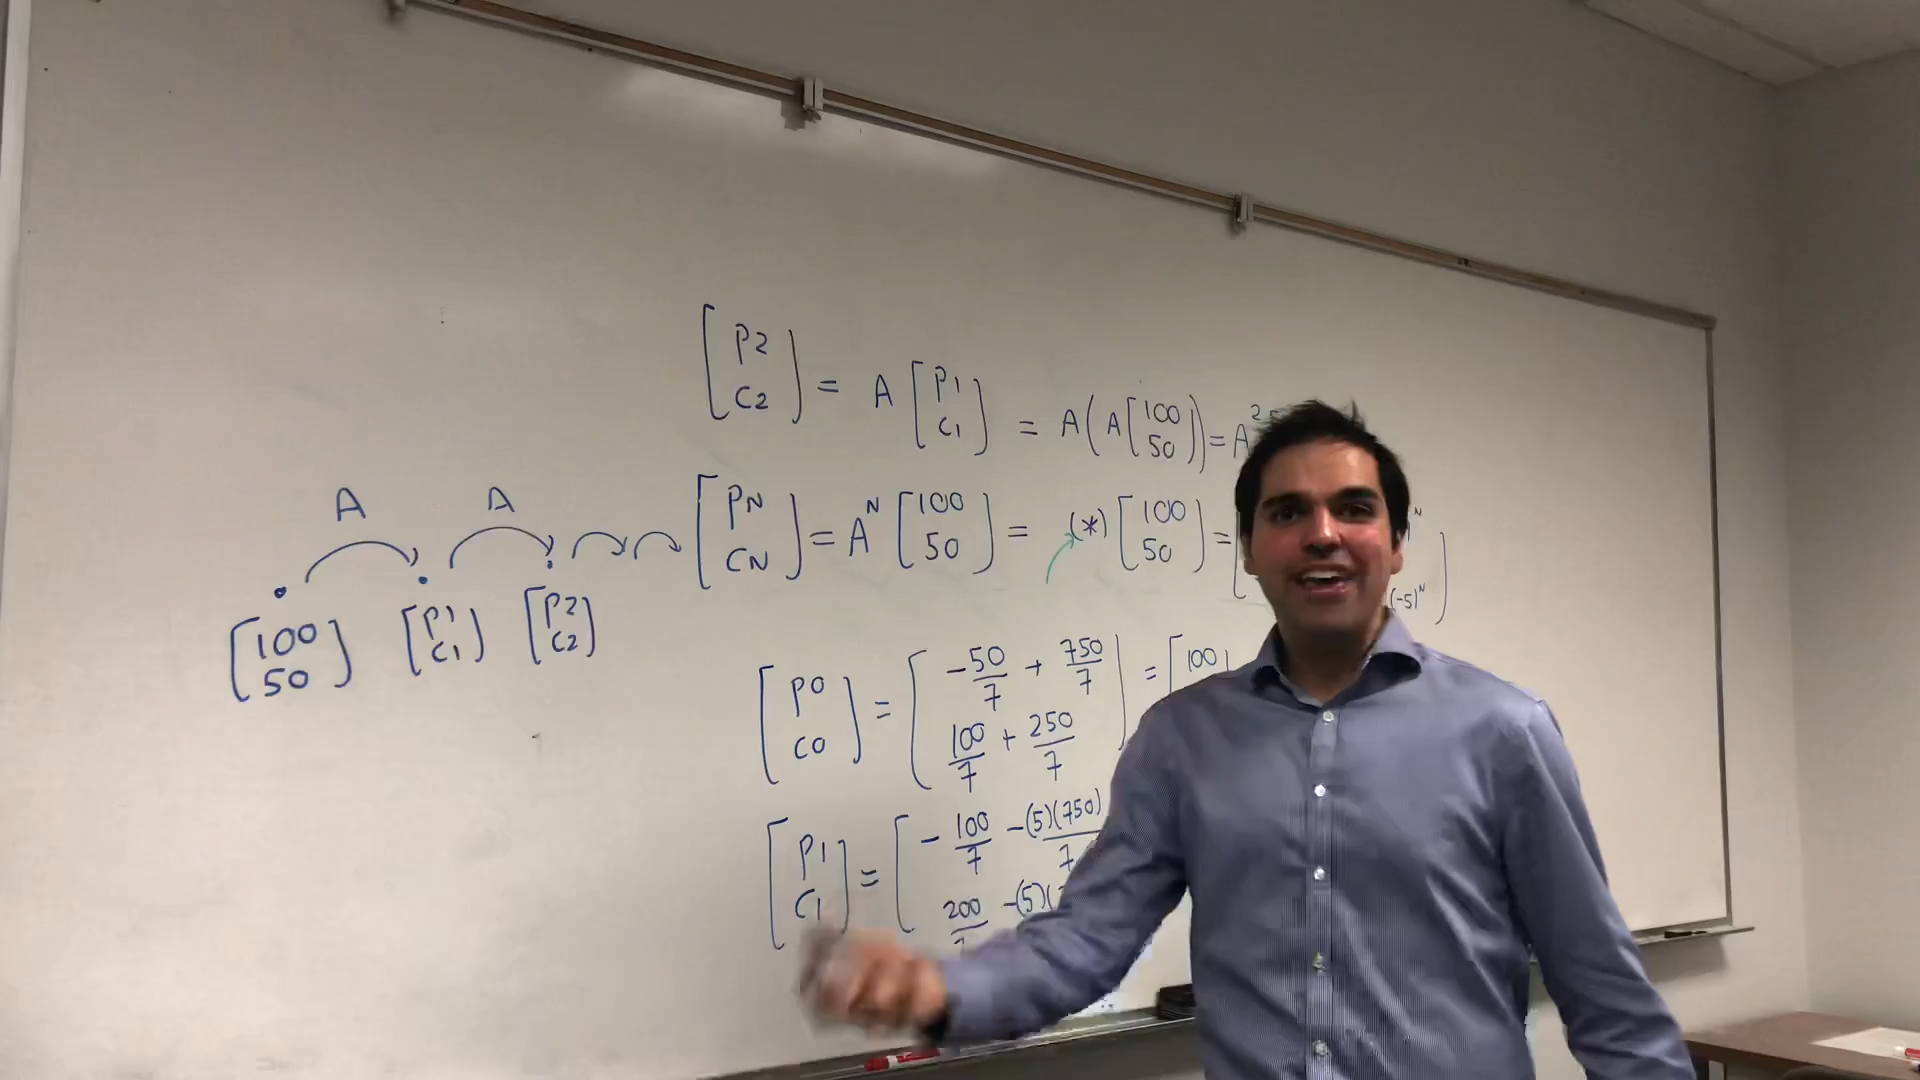 [P2 C2] = A [P1 C1] = A(A[100 50]) = A²
A A
[PN CN] = A^N [100 50] = (*) [100 50] =
(-5)^N
[100 50] [P1 C1] [P2 C2]
[P0 C0] = [-50/7 + 750/7 100/7 + 250/7] = [100
[P1 C1] = [-100/7 -(5)(750)/7 200 -(5)(